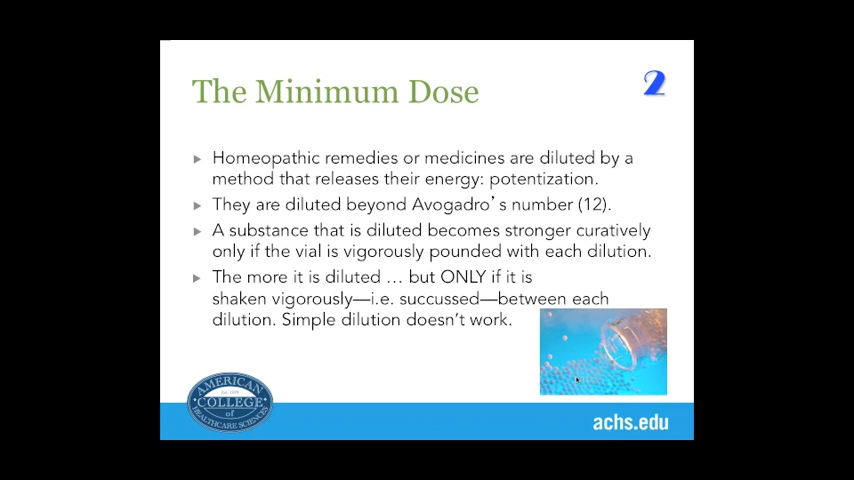 The Minimum Dose
2
Homeopathic remedies or medicines are diluted by a
method that releases their energy: potentization.
They are diluted beyond Avogadro's number (12).
A substance that is diluted becomes stronger curatively
only if the vial is vigorously pounded with each dilution.
The more it is diluted … but ONLY if it is
shaken vigorously—i.e. succussed—between each
dilution. Simple dilution doesn't work.
AMERICAN
COLLEGE
of
HEALTHCARE SCIENCES
achs.edu